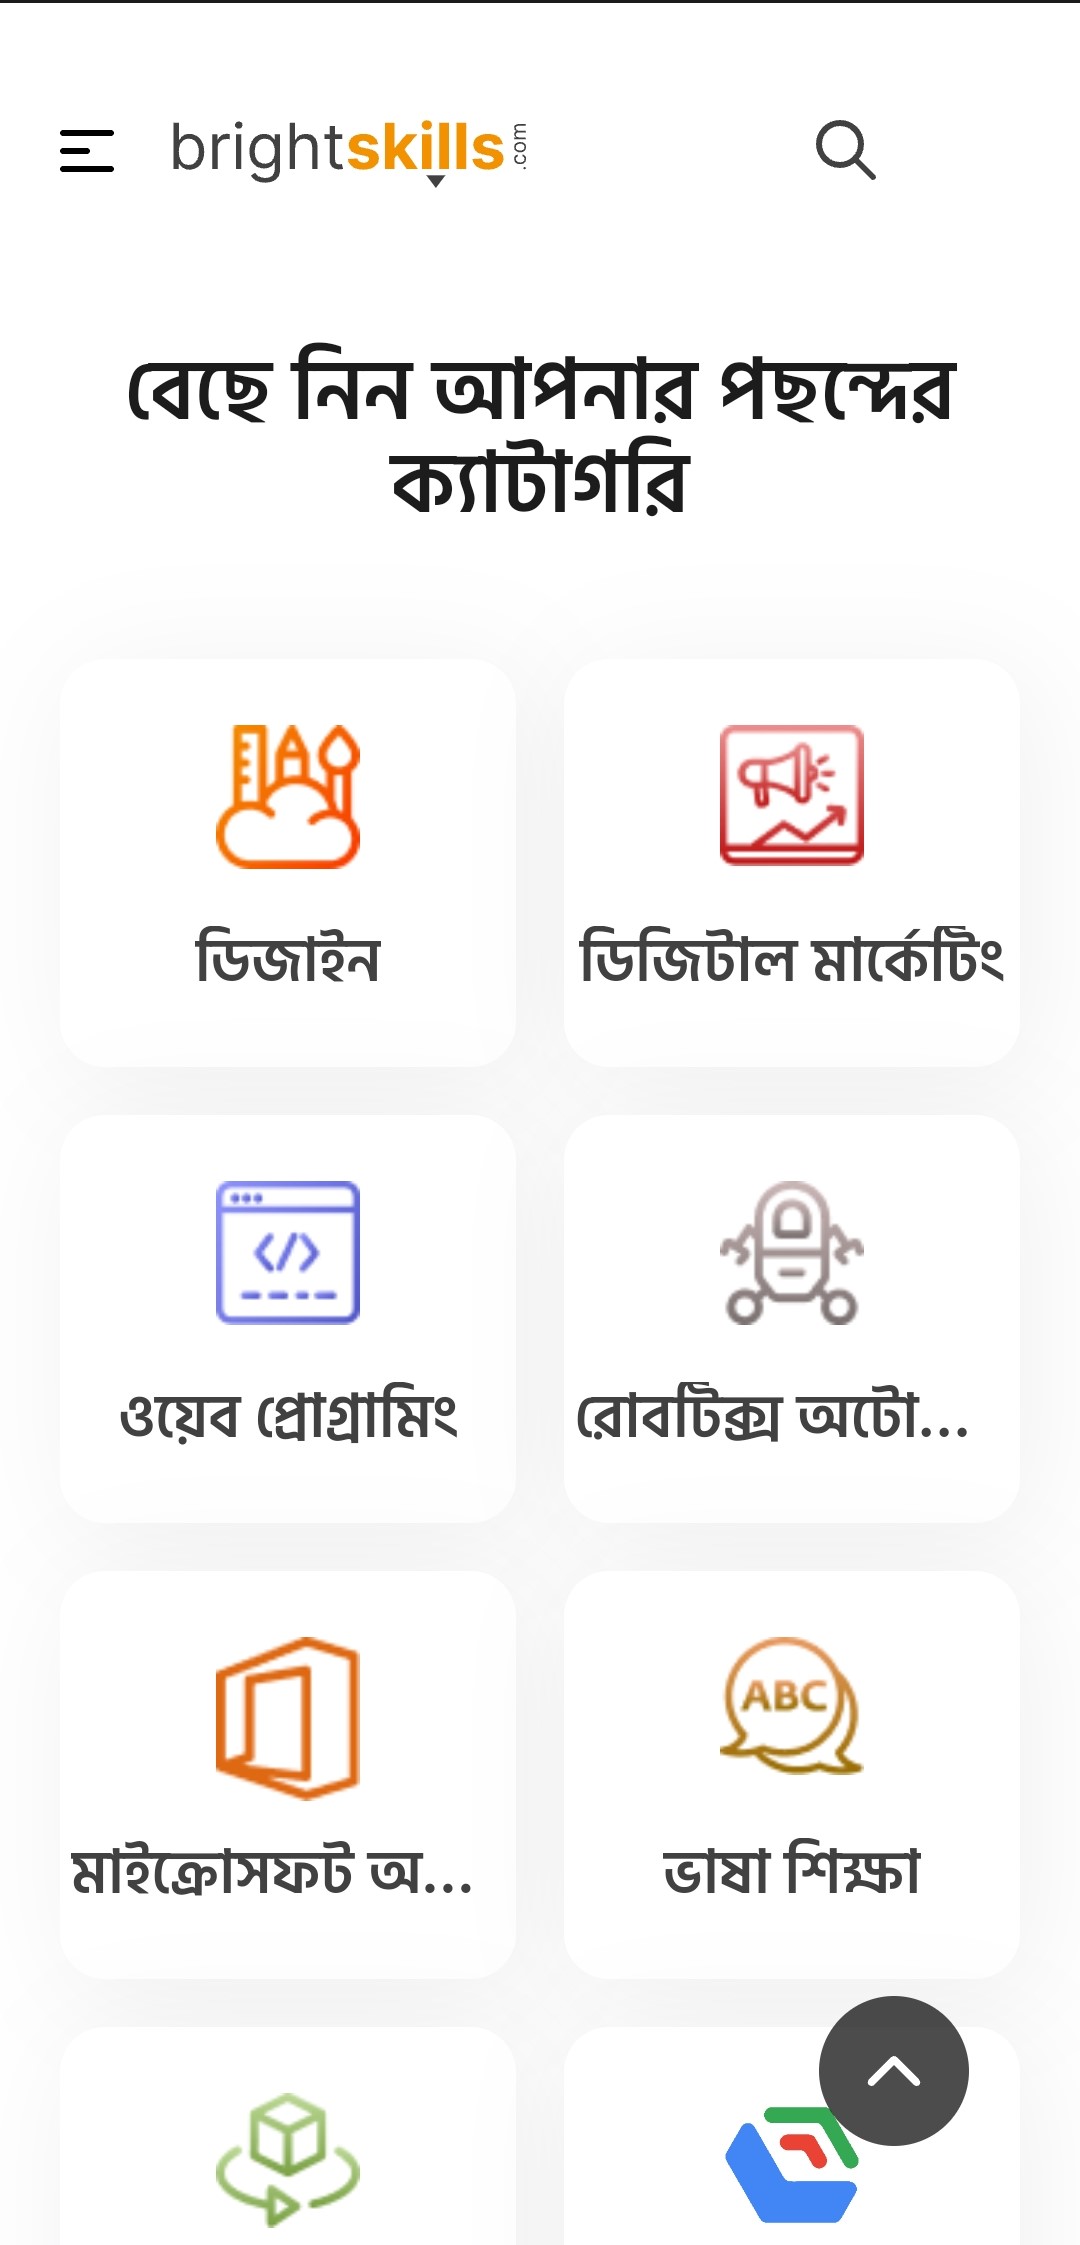 brightskills.com
বেছে নিন আপনার পছন্দের
ক্যাটাগরি
ডিজাইন
ডিজিটাল মার্কেটিং
ওয়েব প্রোগ্রামিং
রোবটিক্স অটো...
মাইক্রোসফট অ...
ABC
ভাষা শিক্ষা